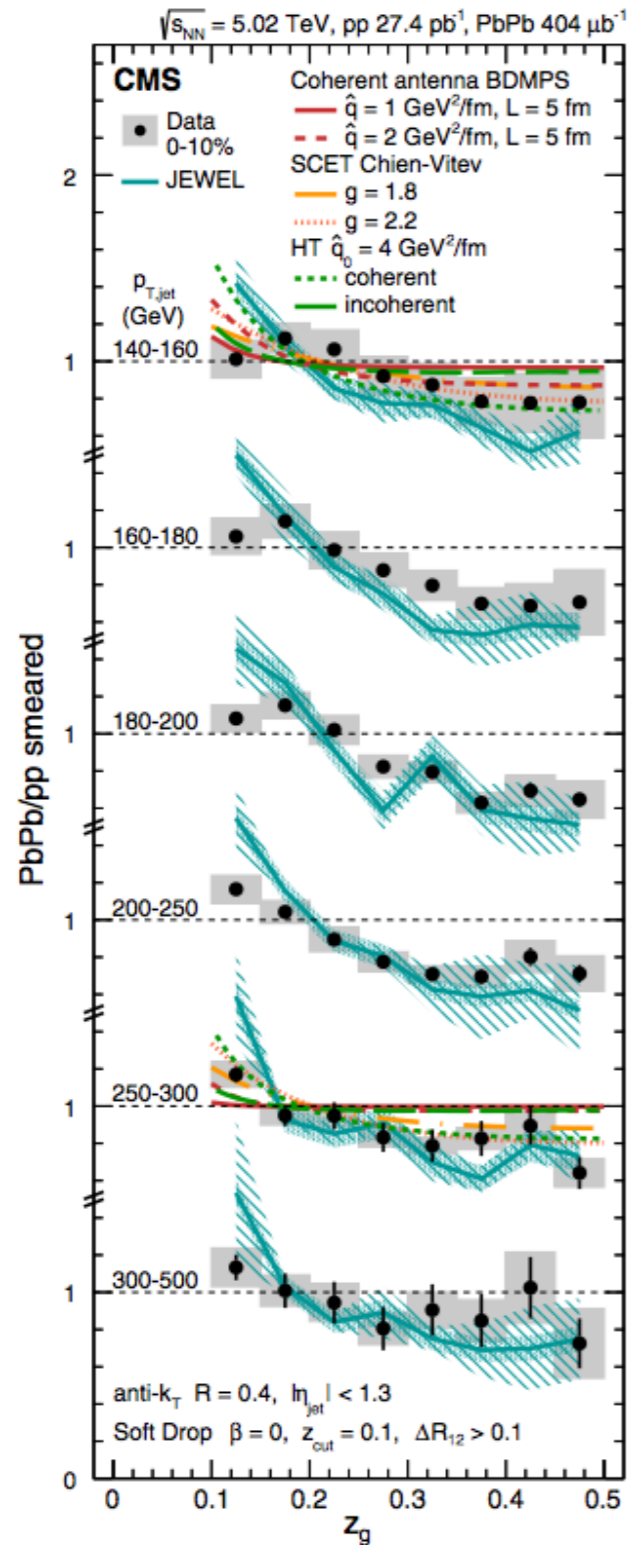 √s_NN = 5.02 TeV, pp 27.4 pb⁻¹, PbPb 404 μb⁻¹
CMS
Data
0-10%
JEWEL
Coherent antenna BDMPS
q̂ = 1 GeV²/fm, L = 5 fm
q̂ = 2 GeV²/fm, L = 5 fm
SCET Chien-Vitev
g = 1.8
g = 2.2
HT q̂₀ = 4 GeV²/fm
coherent
incoherent
2
p_T,jet
(GeV)
1 140-160
1 160-180
1 180-200
1 200-250
1 250-300
1 300-500
PbPb/pp smeared
anti-k_T R = 0.4, |η_jet| < 1.3
Soft Drop β = 0, z_cut = 0.1, ΔR₁₂ > 0.1
0
0 0.1 0.2 0.3 0.4 0.5
z_g